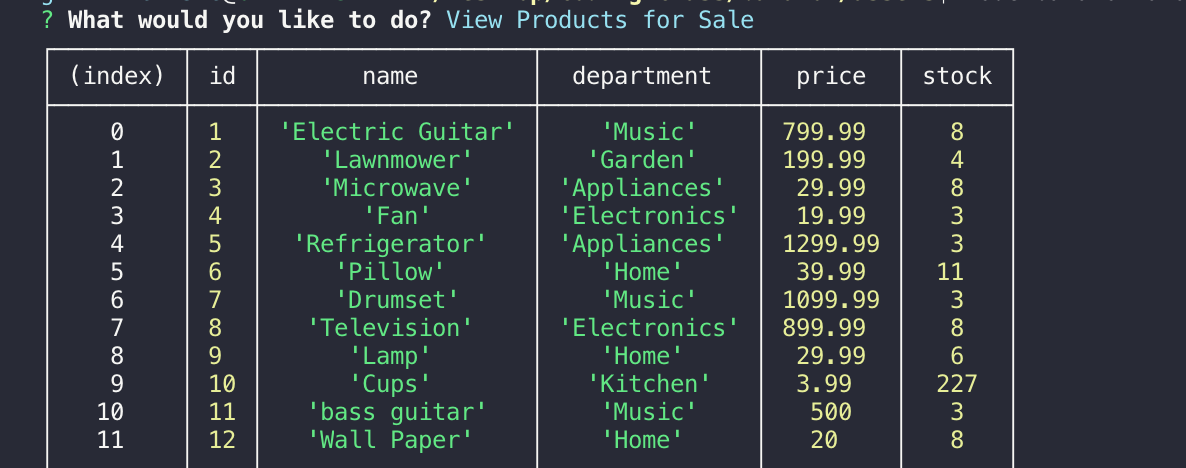 ? What would you like to do? View Products for Sale
(index) id name department price stock
0 1 'Electric Guitar' 'Music' 799.99 8
1 2 'Lawnmower' 'Garden' 199.99 4
2 3 'Microwave' 'Appliances' 29.99 8
3 4 'Fan' 'Electronics' 19.99 3
4 5 'Refrigerator' 'Appliances' 1299.99 3
5 6 'Pillow' 'Home' 39.99 11
6 7 'Drumset' 'Music' 1099.99 3
7 8 'Television' 'Electronics' 899.99 8
8 9 'Lamp' 'Home' 29.99 6
9 10 'Cups' 'Kitchen' 3.99 227
10 11 'bass guitar' 'Music' 500 3
11 12 'Wall Paper' 'Home' 20 8